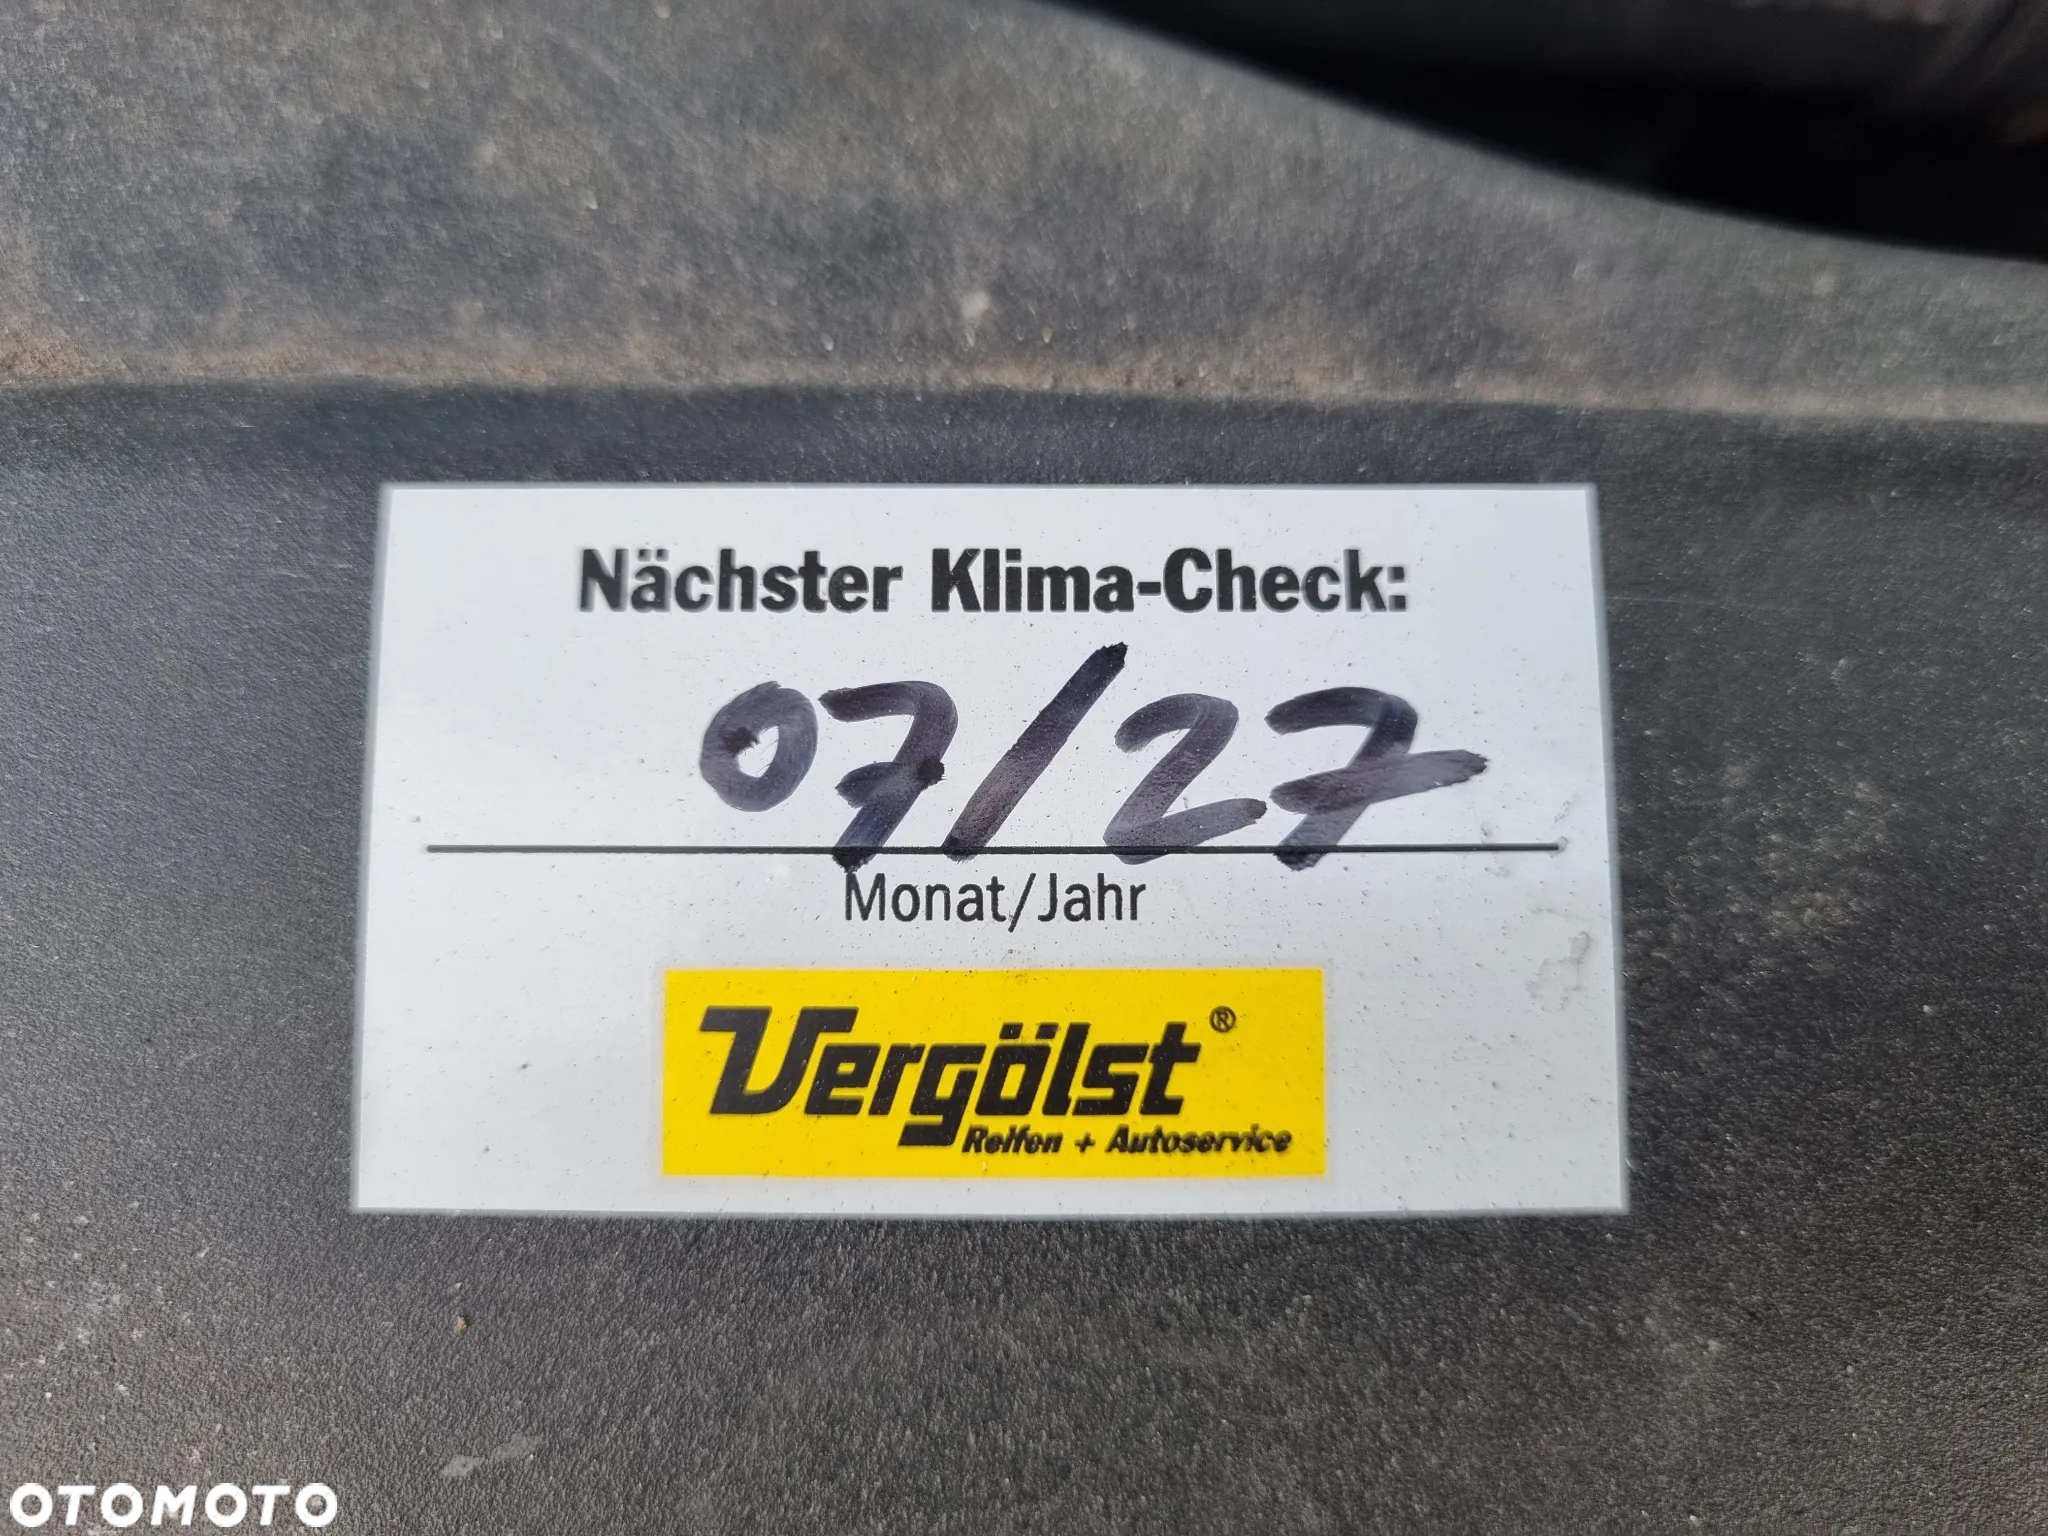 Nächster Klima-Check:
07/27
Monat/Jahr
Vergölst®
Reifen + Autoservice
OTOMOTO